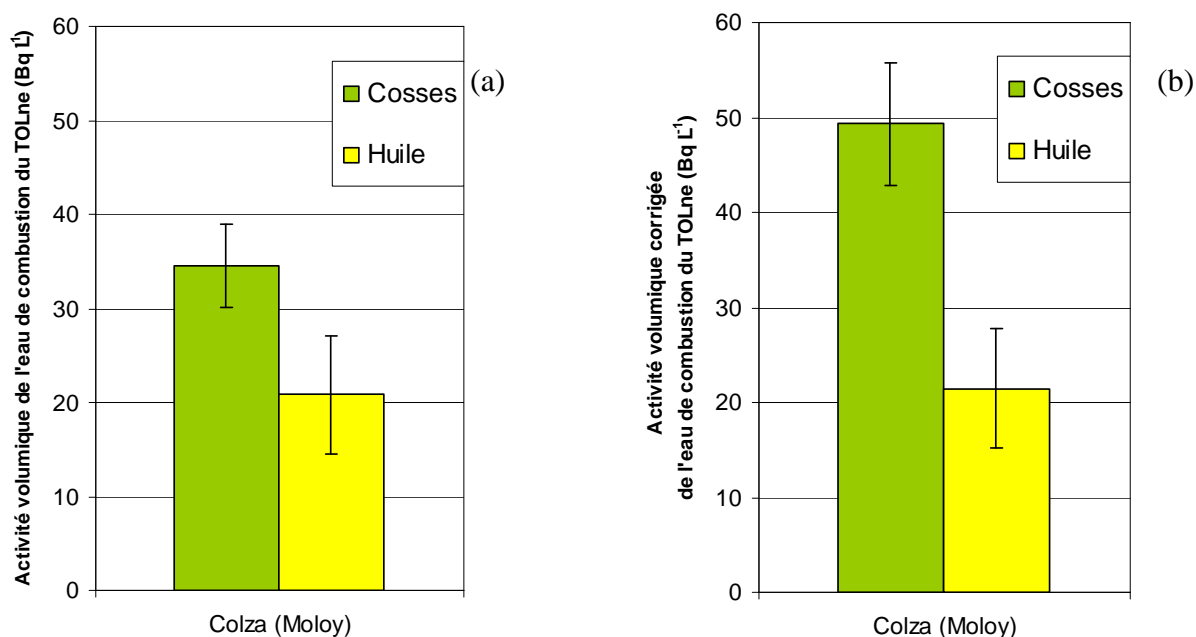 Activité volumique de l'eau de combustion du TOLne (Bq L-1)
60
50
40
30
20
10
0
Cosses
Huile
(a)
Colza (Moloy)
Activité volumique corrigée
de l'eau de combustion du TOLne (Bq L-1)
60
50
40
30
20
10
0
Cosses
Huile
(b)
Colza (Moloy)